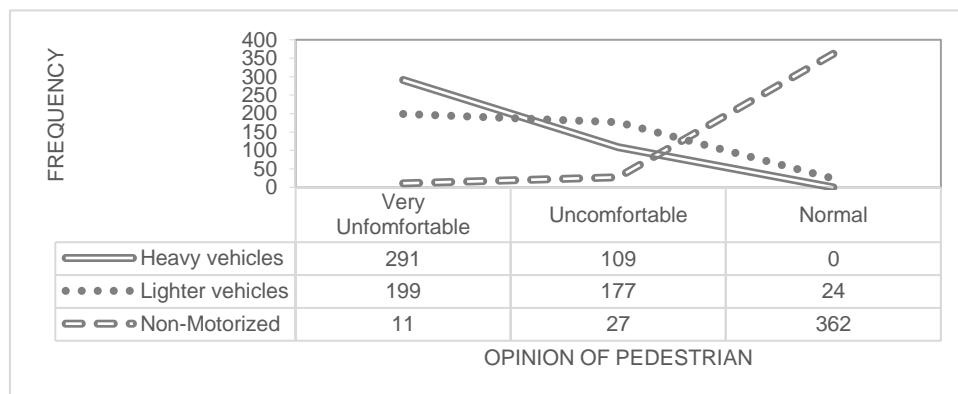 FREQUENCY
400
350
300
250
200
150
100
50
0
Very Unfomfortable
Uncomfortable
Normal
Heavy vehicles 291 109 0
Lighter vehicles 199 177 24
Non-Motorized 11 27 362
OPINION OF PEDESTRIAN